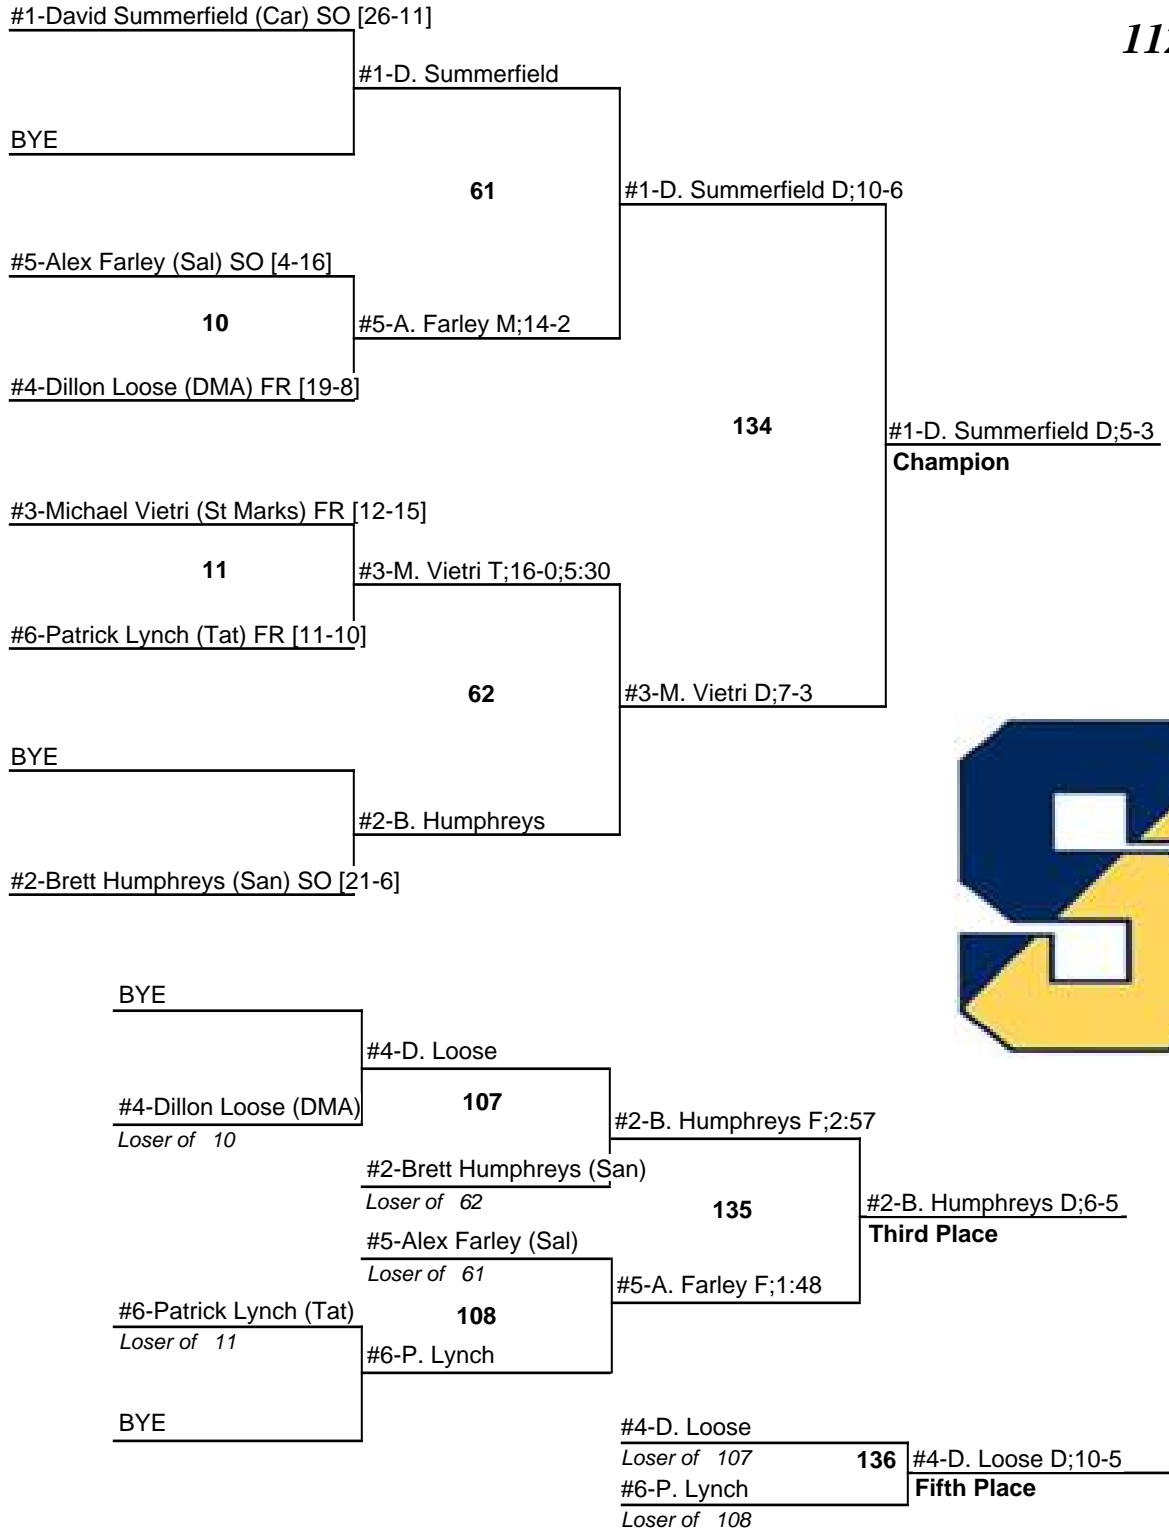 #1-David Summerfield (Car) SO [26-11]
#1-D. Summerfield
BYE
61
#1-D. Summerfield D;10-6
#5-Alex Farley (Sal) SO [4-16]
10
#5-A. Farley M;14-2
#4-Dillon Loose (DMA) FR [19-8]
134
#1-D. Summerfield D;5-3
Champion
#3-Michael Vietri (St Marks) FR [12-15]
11
#3-M. Vietri T;16-0;5:30
#6-Patrick Lynch (Tat) FR [11-10]
62
#3-M. Vietri D;7-3
BYE
#2-B. Humphreys
#2-Brett Humphreys (San) SO [21-6]
BYE
#4-D. Loose
#4-Dillon Loose (DMA)
Loser of 10
107
#2-B. Humphreys F;2:57
#2-Brett Humphreys (San)
Loser of 62
135
#2-B. Humphreys D;6-5
Third Place
#5-Alex Farley (Sal)
Loser of 61
#5-A. Farley F;1:48
#6-Patrick Lynch (Tat)
Loser of 11
108
#6-P. Lynch
BYE
#4-D. Loose
Loser of 107
136
#4-D. Loose D;10-5
Fifth Place
#6-P. Lynch
Loser of 108